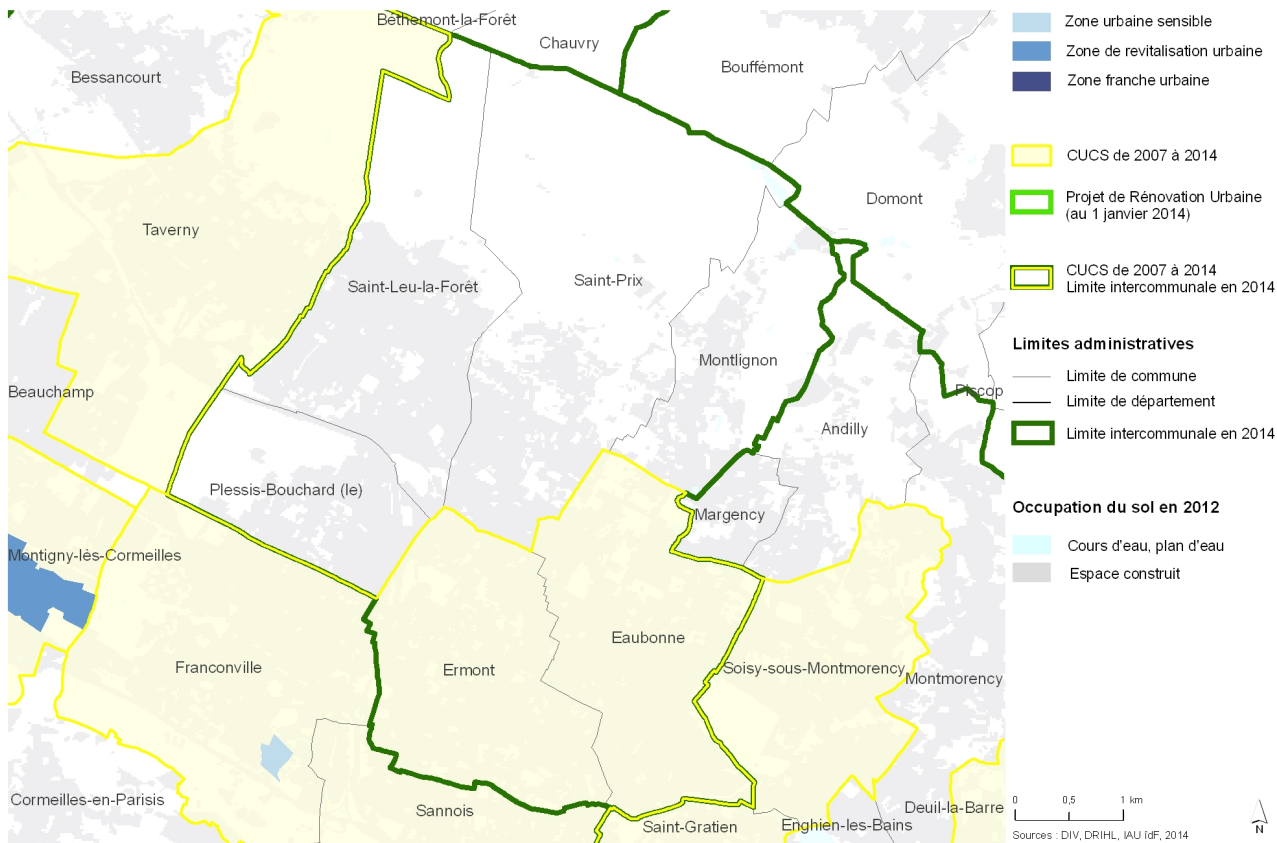 Béthemont-la-Forêt
Chauvry
Bouffémont
Bessancourt
Domont
Taverny
Saint-Leu-la-Forêt
Saint-Prix
Montlignon
Beauchamp
Piscop
Andilly
Plessis-Bouchard (le)
Margency
Montigny-lès-Cormeilles
Eaubonne
Franconville
Ermont
Soisy-sous-Montmorency
Montmorency
Cormeilles-en-Parisis
Sannois
Saint-Gratien
Enghien-les-Bains
Deuil-la-Barre
Zone urbaine sensible
Zone de revitalisation urbaine
Zone franche urbaine
CUCS de 2007 à 2014
Projet de Rénovation Urbaine
(au 1 janvier 2014)
CUCS de 2007 à 2014
Limite intercommunale en 2014
Limites administratives
Limite de commune
Limite de département
Limite intercommunale en 2014
Occupation du sol en 2012
Cours d'eau, plan d'eau
Espace construit
0 0,5 1 km
N
Sources : DIV, DRIHL, IAU îdF, 2014